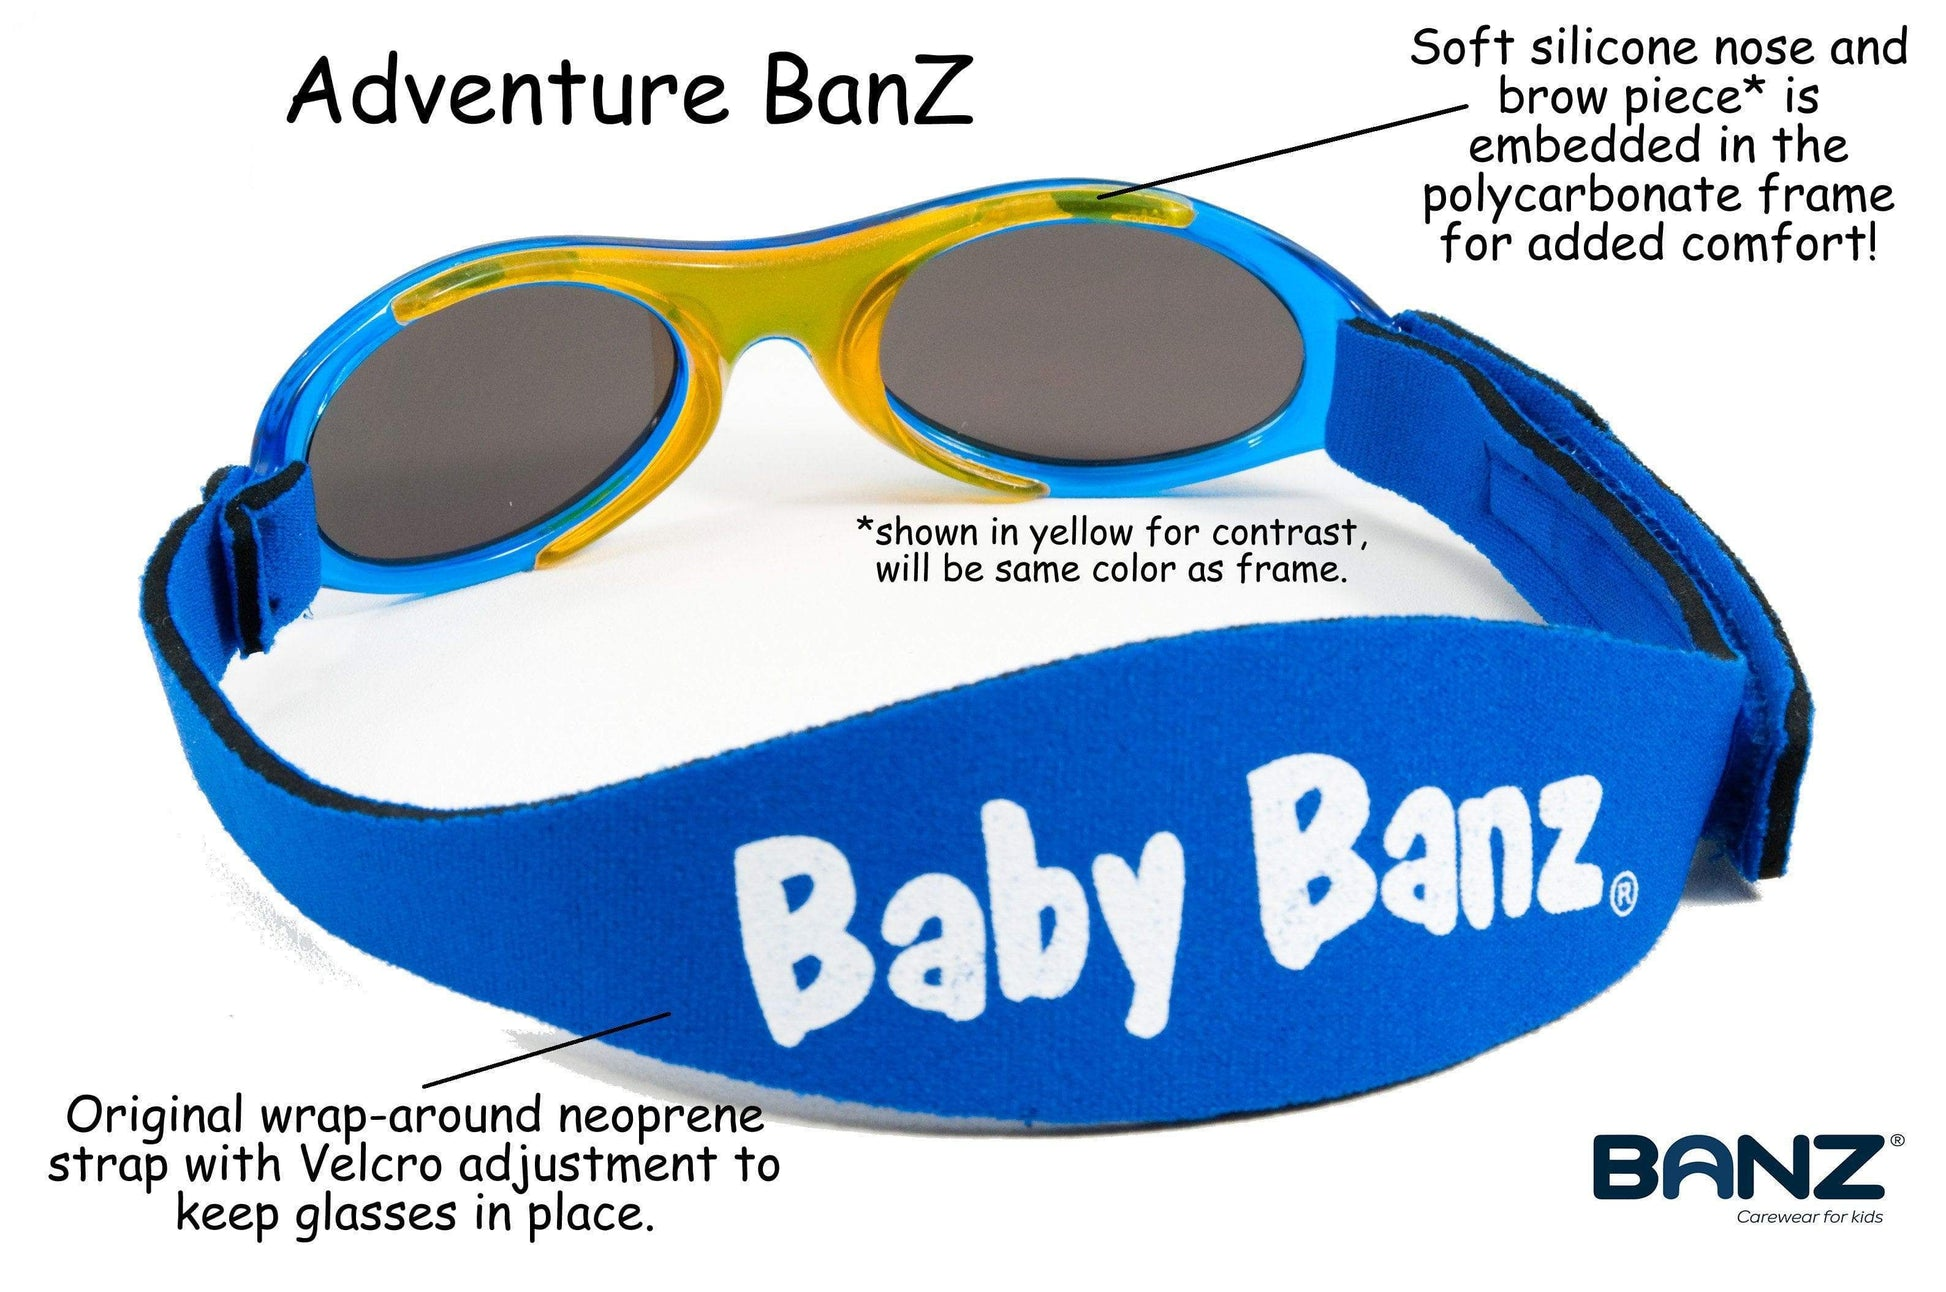 Adventure BanZ
Soft silicone nose and
brow piece* is
embedded in the
polycarbonate frame
for added comfort!
*shown in yellow for contrast,
will be same color as frame.
Baby Banz®
Original wrap-around neoprene
strap with Velcro adjustment to
keep glasses in place.
BANZ®
Carewear for kids